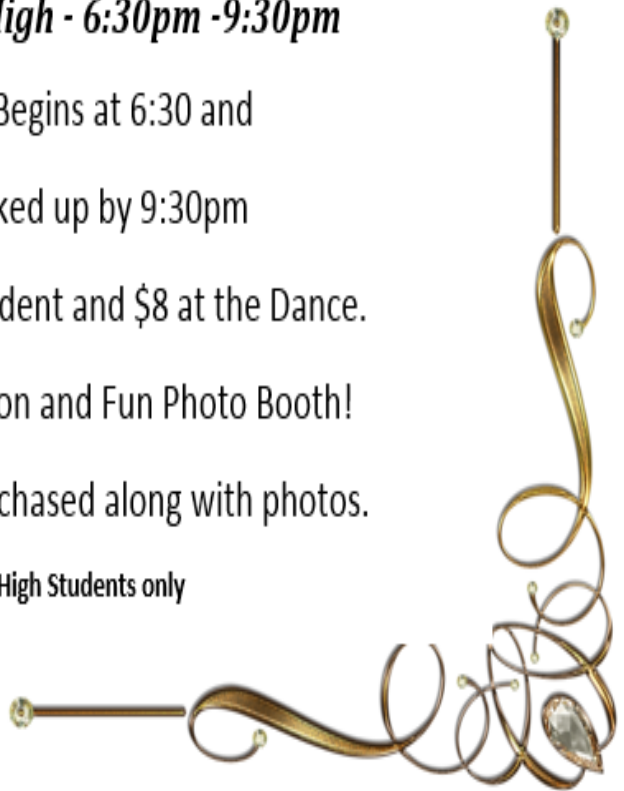 High - 6:30pm -9:30pm
Begins at 6:30 and
ked up by 9:30pm
dent and $8 at the Dance.
on and Fun Photo Booth!
chased along with photos.
High Students only